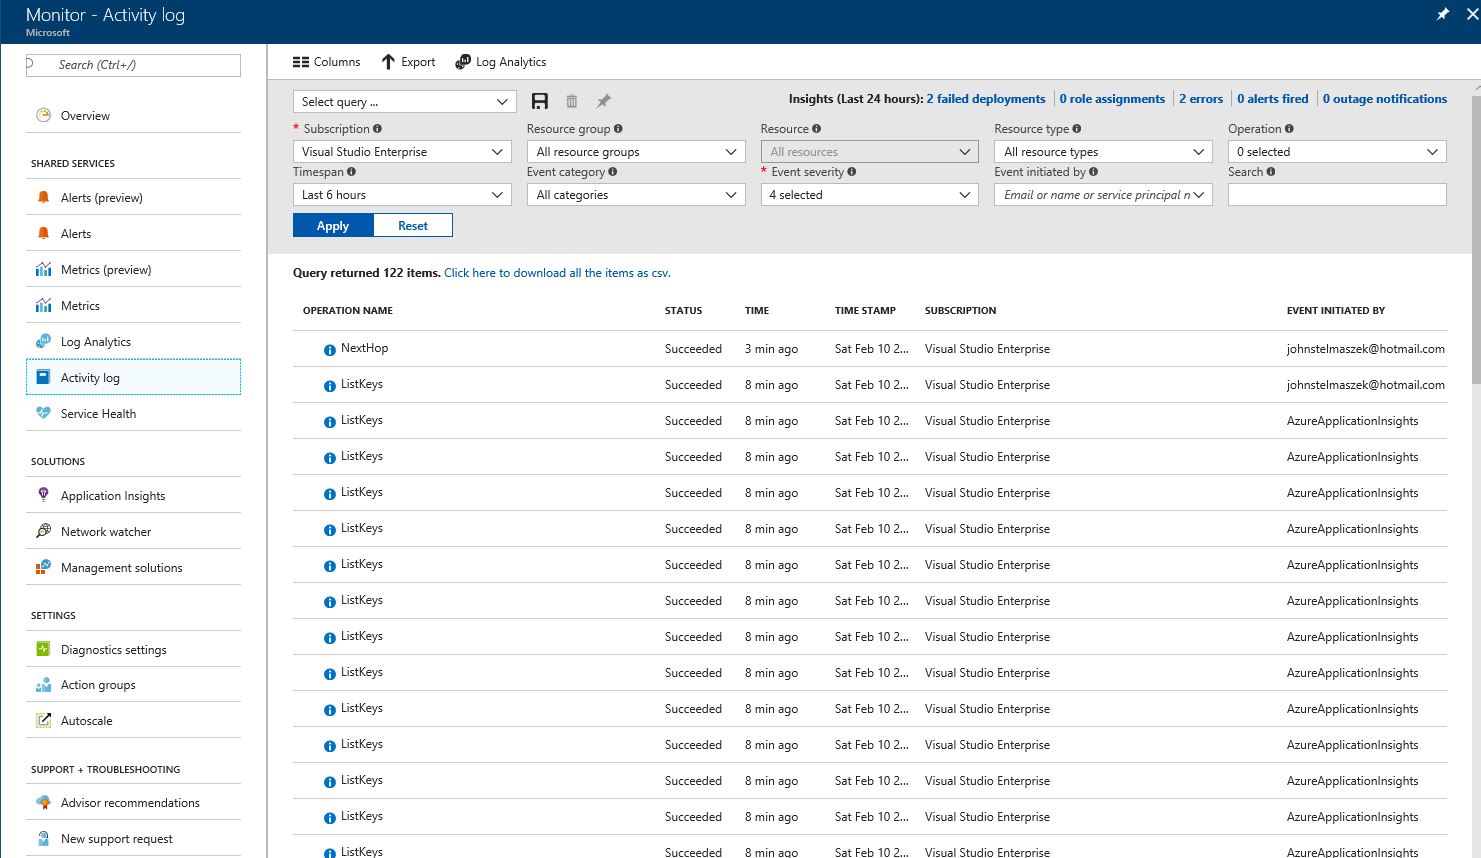 Monitor - Activity log
Microsoft
Search (Ctrl+/)
Overview
SHARED SERVICES
Alerts (preview)
Alerts
Metrics (preview)
Metrics
Log Analytics
Activity log
Service Health
SOLUTIONS
Application Insights
Network watcher
Management solutions
SETTINGS
Diagnostics settings
Action groups
Autoscale
SUPPORT + TROUBLESHOOTING
Advisor recommendations
New support request
Columns Export Log Analytics
Select query ...
Insights (Last 24 hours): 2 failed deployments 0 role assignments 2 errors 0 alerts fired 0 outage notifications
* Subscription Resource group Resource Resource type Operation
Visual Studio Enterprise All resource groups All resources All resource types 0 selected
Timespan Event category * Event severity Event initiated by Search
Last 6 hours All categories 4 selected Email or name or service principal n
Apply Reset
Query returned 122 items. Click here to download all the items as csv.
OPERATION NAME STATUS TIME TIME STAMP SUBSCRIPTION EVENT INITIATED BY
NextHop Succeeded 3 min ago Sat Feb 10 2... Visual Studio Enterprise johnstelmaszek@hotmail.com
ListKeys Succeeded 8 min ago Sat Feb 10 2... Visual Studio Enterprise johnstelmaszek@hotmail.com
ListKeys Succeeded 8 min ago Sat Feb 10 2... Visual Studio Enterprise AzureApplicationInsights
ListKeys Succeeded 8 min ago Sat Feb 10 2... Visual Studio Enterprise AzureApplicationInsights
ListKeys Succeeded 8 min ago Sat Feb 10 2... Visual Studio Enterprise AzureApplicationInsights
ListKeys Succeeded 8 min ago Sat Feb 10 2... Visual Studio Enterprise AzureApplicationInsights
ListKeys Succeeded 8 min ago Sat Feb 10 2... Visual Studio Enterprise AzureApplicationInsights
ListKeys Succeeded 8 min ago Sat Feb 10 2... Visual Studio Enterprise AzureApplicationInsights
ListKeys Succeeded 8 min ago Sat Feb 10 2... Visual Studio Enterprise AzureApplicationInsights
ListKeys Succeeded 8 min ago Sat Feb 10 2... Visual Studio Enterprise AzureApplicationInsights
ListKeys Succeeded 8 min ago Sat Feb 10 2... Visual Studio Enterprise AzureApplicationInsights
ListKeys Succeeded 8 min ago Sat Feb 10 2... Visual Studio Enterprise AzureApplicationInsights
ListKeys Succeeded 8 min ago Sat Feb 10 2... Visual Studio Enterprise AzureApplicationInsights
ListKeys Succeeded 8 min ago Sat Feb 10 2... Visual Studio Enterprise AzureApplicationInsights
ListKeys Succeeded 8 min ago Sat Feb 10 2... Visual Studio Enterprise AzureApplicationInsights